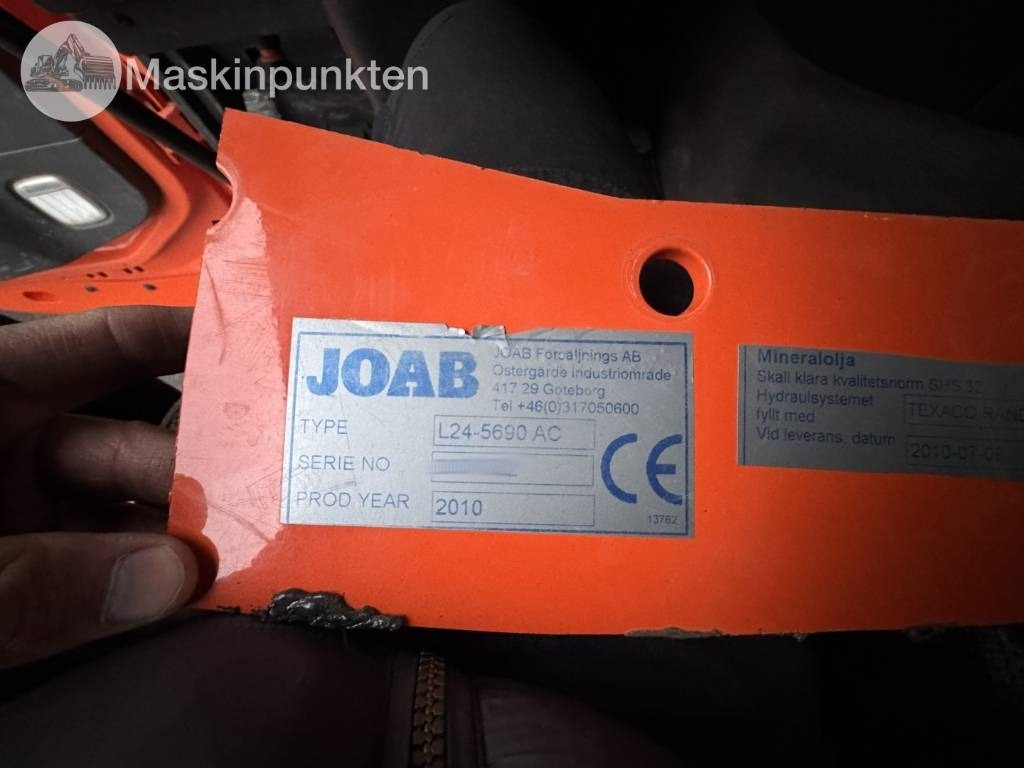 Maskinpunkten
JOAB
JOAB Försäljnings AB
Östergärde Industriområde
417 29 Göteborg
Tel +46(0)317050600
TYPE L24-5690 AC
SERIE NO
PROD YEAR 2010
CE
13762
Mineralolja
Skall klara kvalitetsnorm SHS 32
Hydraulsystemet
fyllt med TEXACO
Vid leverans. datum 2010-07-